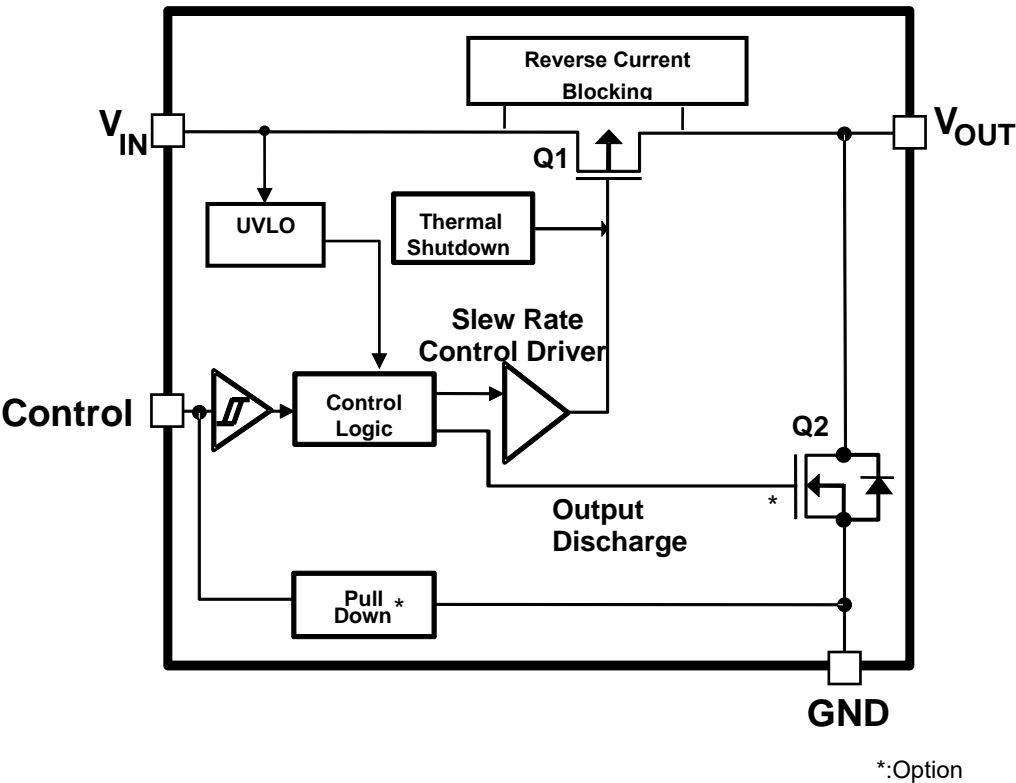 Reverse Current
Blocking
VIN
VOUT
Q1
UVLO
Thermal
Shutdown
Slew Rate
Control Driver
Control
Control
Logic
Q2
*
Output
Discharge
Pull
Down *
GND
*:Option